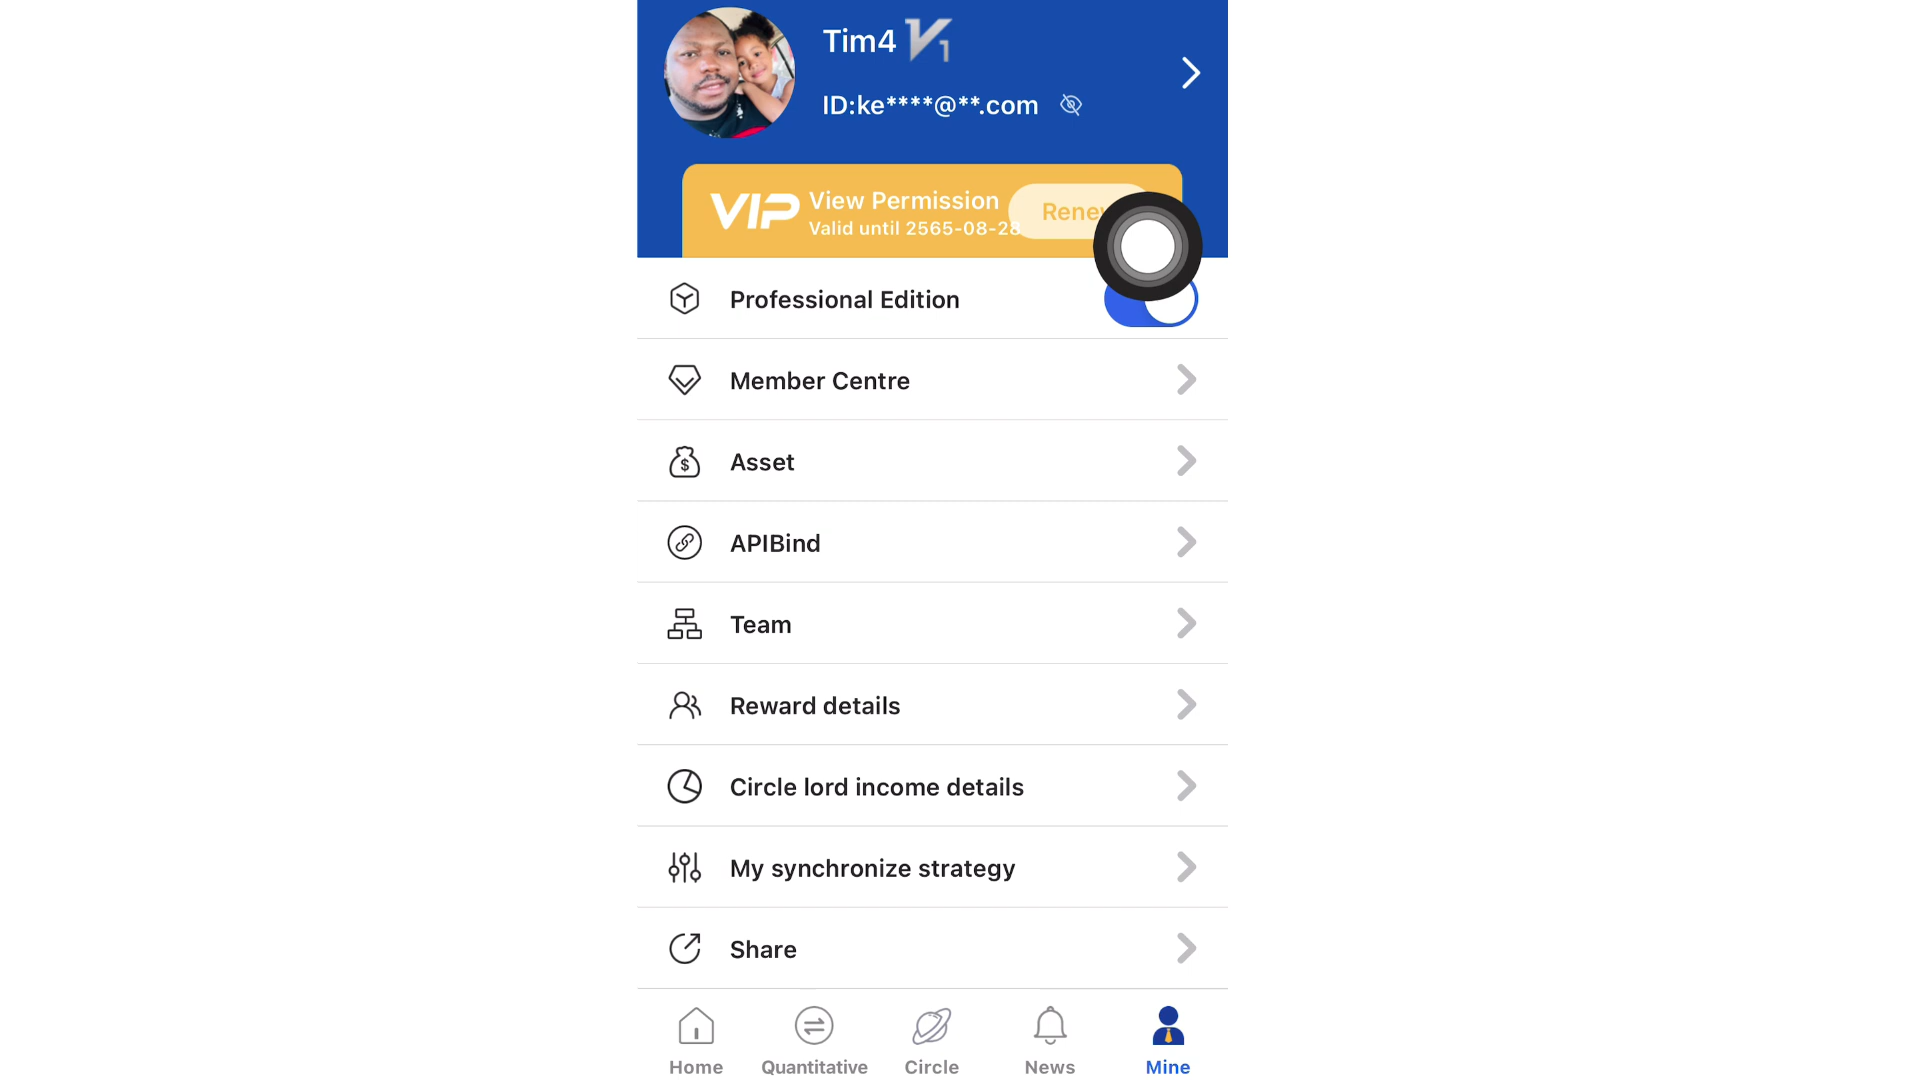 Tim4 V1
ID:ke****@**.com
VIP View Permission
Valid until 2565-08-28
Professional Edition
Member Centre
Asset
APIBind
Team
Reward details
Circle lord income details
My synchronize strategy
Share
Home Quantitative Circle News Mine